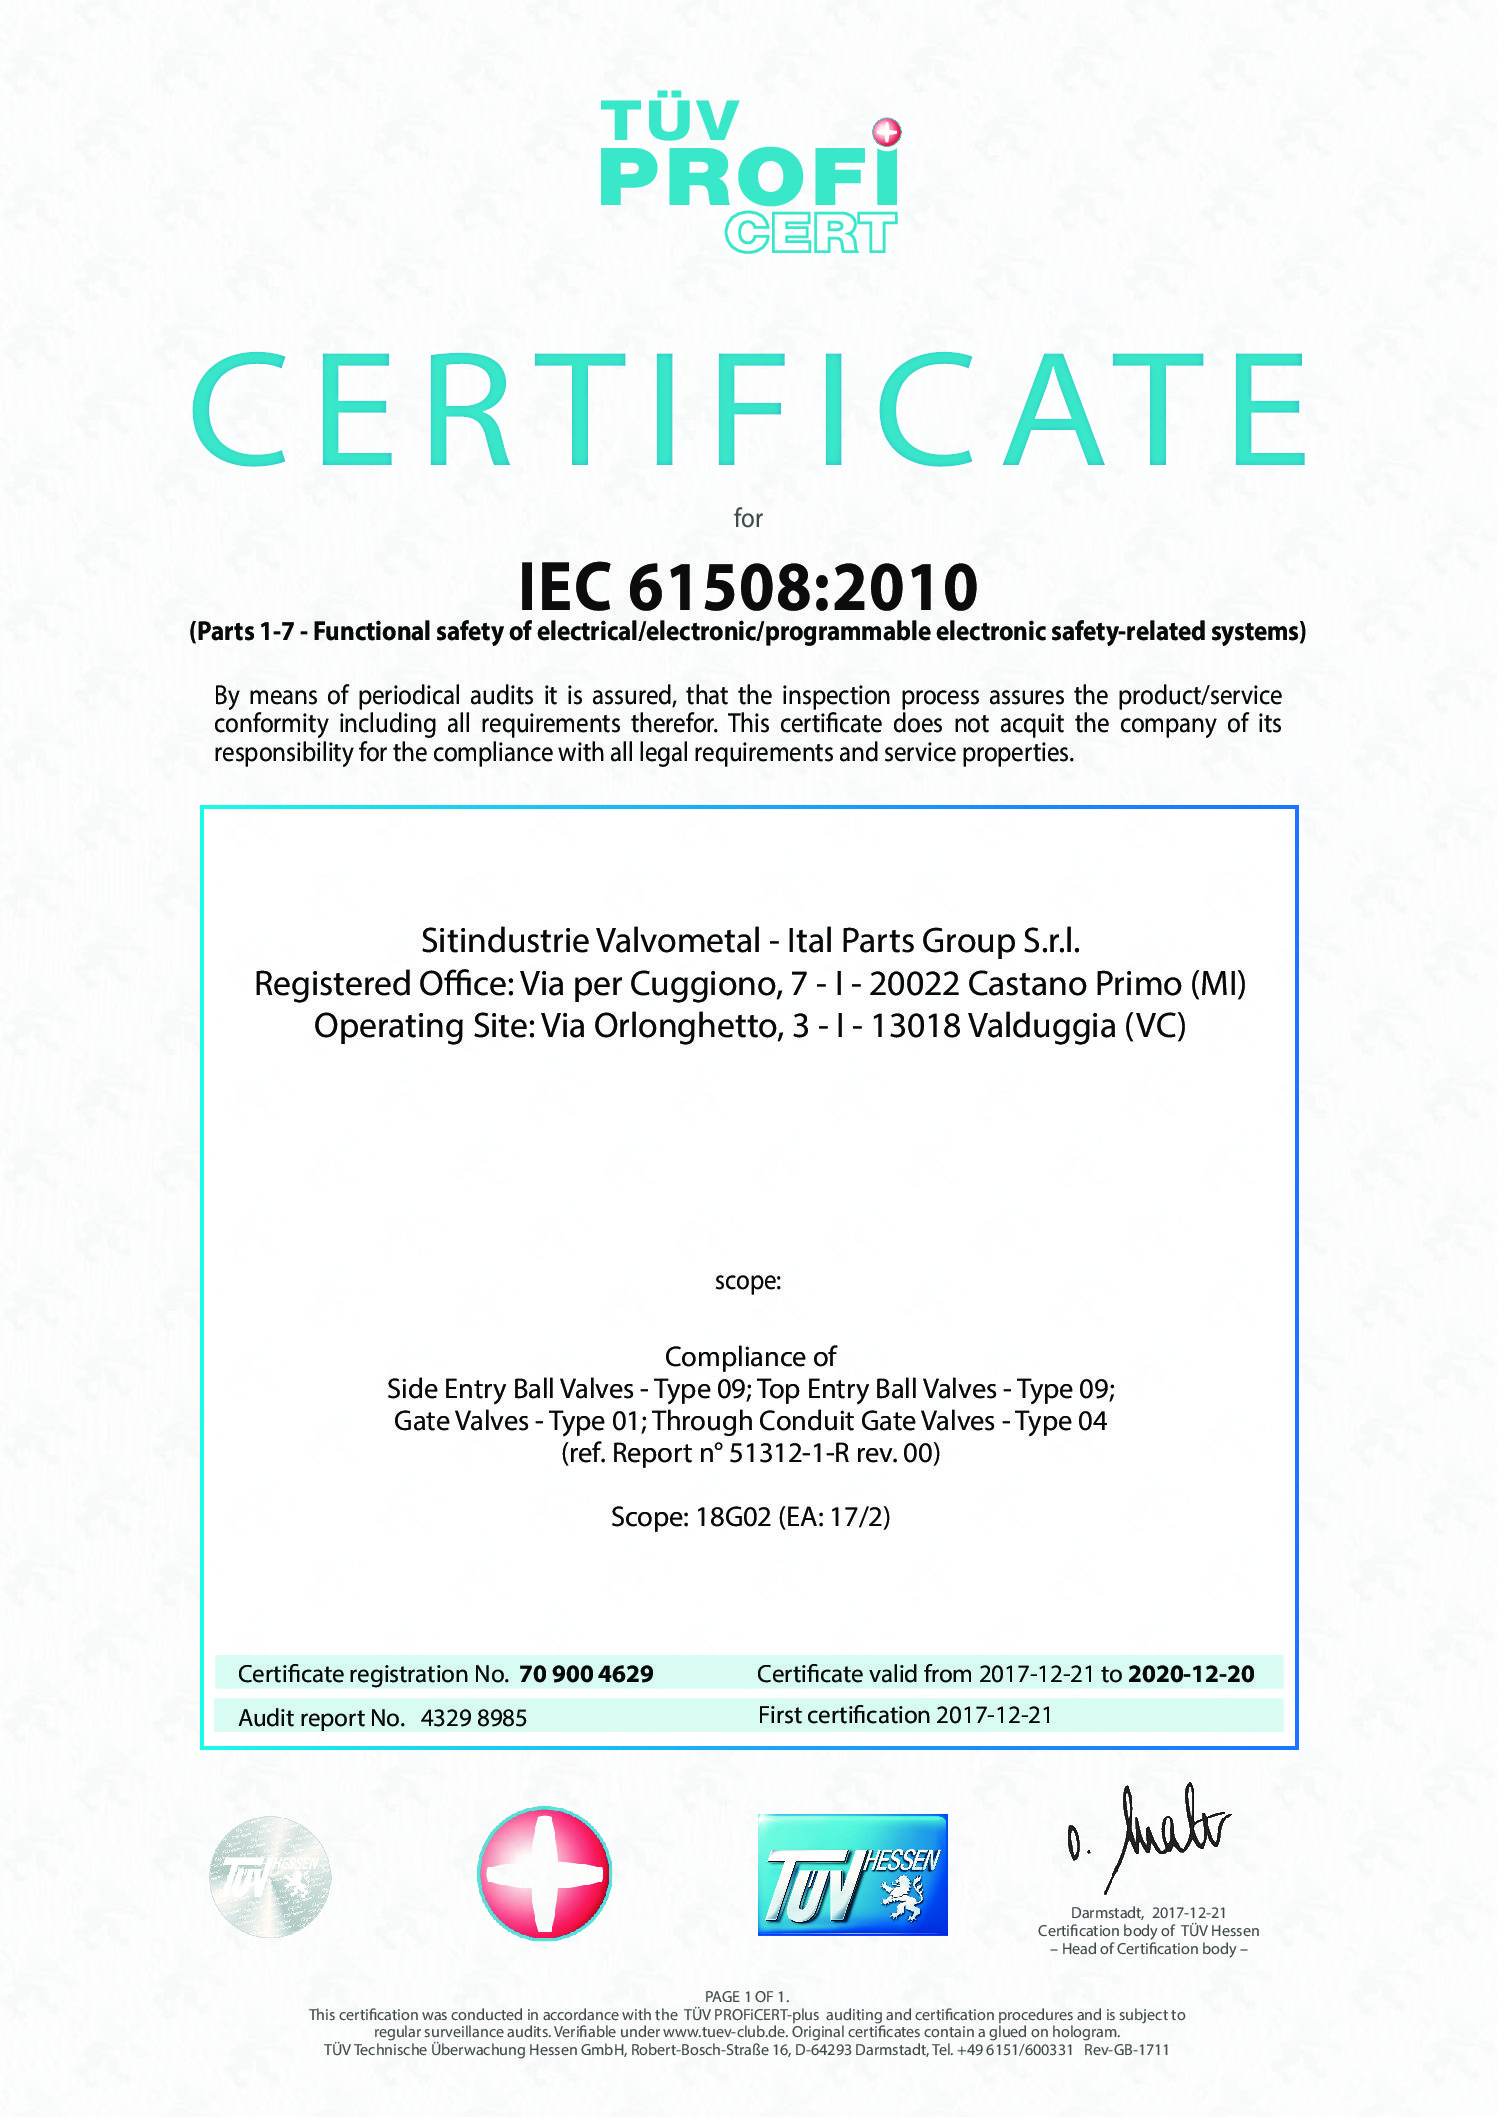 TÜV
PROFi
CERT
CERTIFICATE
for
IEC 61508:2010
(Parts 1-7 - Functional safety of electrical/electronic/programmable electronic safety-related systems)
By means of periodical audits it is assured, that the inspection process assures the product/service
conformity including all requirements therefor. This certificate does not acquit the company of its
responsibility for the compliance with all legal requirements and service properties.
Sitindustrie Valvometal - Ital Parts Group S.r.l.
Registered Office: Via per Cuggiono, 7 - I - 20022 Castano Primo (MI)
Operating Site: Via Orlonghetto, 3 - I - 13018 Valduggia (VC)
scope:
Compliance of
Side Entry Ball Valves - Type 09; Top Entry Ball Valves - Type 09;
Gate Valves - Type 01; Through Conduit Gate Valves - Type 04
(ref. Report n° 51312-1-R rev. 00)
Scope: 18G02 (EA: 17/2)
Certificate registration No. 70 900 4629
Certificate valid from 2017-12-21 to 2020-12-20
Audit report No. 4329 8985
First certification 2017-12-21
TÜV HESSEN
TÜV HESSEN
Darmstadt, 2017-12-21
Certification body of TÜV Hessen
– Head of Certification body –
PAGE 1 OF 1.
This certification was conducted in accordance with the TÜV PROFiCERT-plus auditing and certification procedures and is subject to
regular surveillance audits. Verifiable under www.tuev-club.de. Original certificates contain a glued on hologram.
TÜV Technische Überwachung Hessen GmbH, Robert-Bosch-Straße 16, D-64293 Darmstadt, Tel. +49 6151/600331 Rev-GB-1711